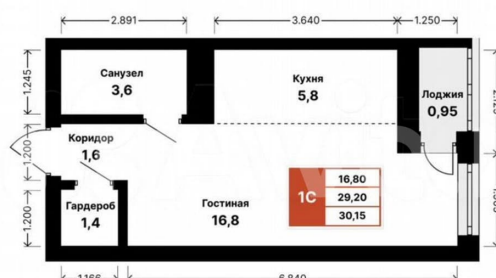 2.891
3.640
1.250
1.245
Санузел
3,6
Кухня
5.8
Лоджия
0,95
1.200
Коридор
1,6
1.200
Гардероб
1,4
Гостиная
16,8
1С
16,80
29,20
30,15
1.166
6.840